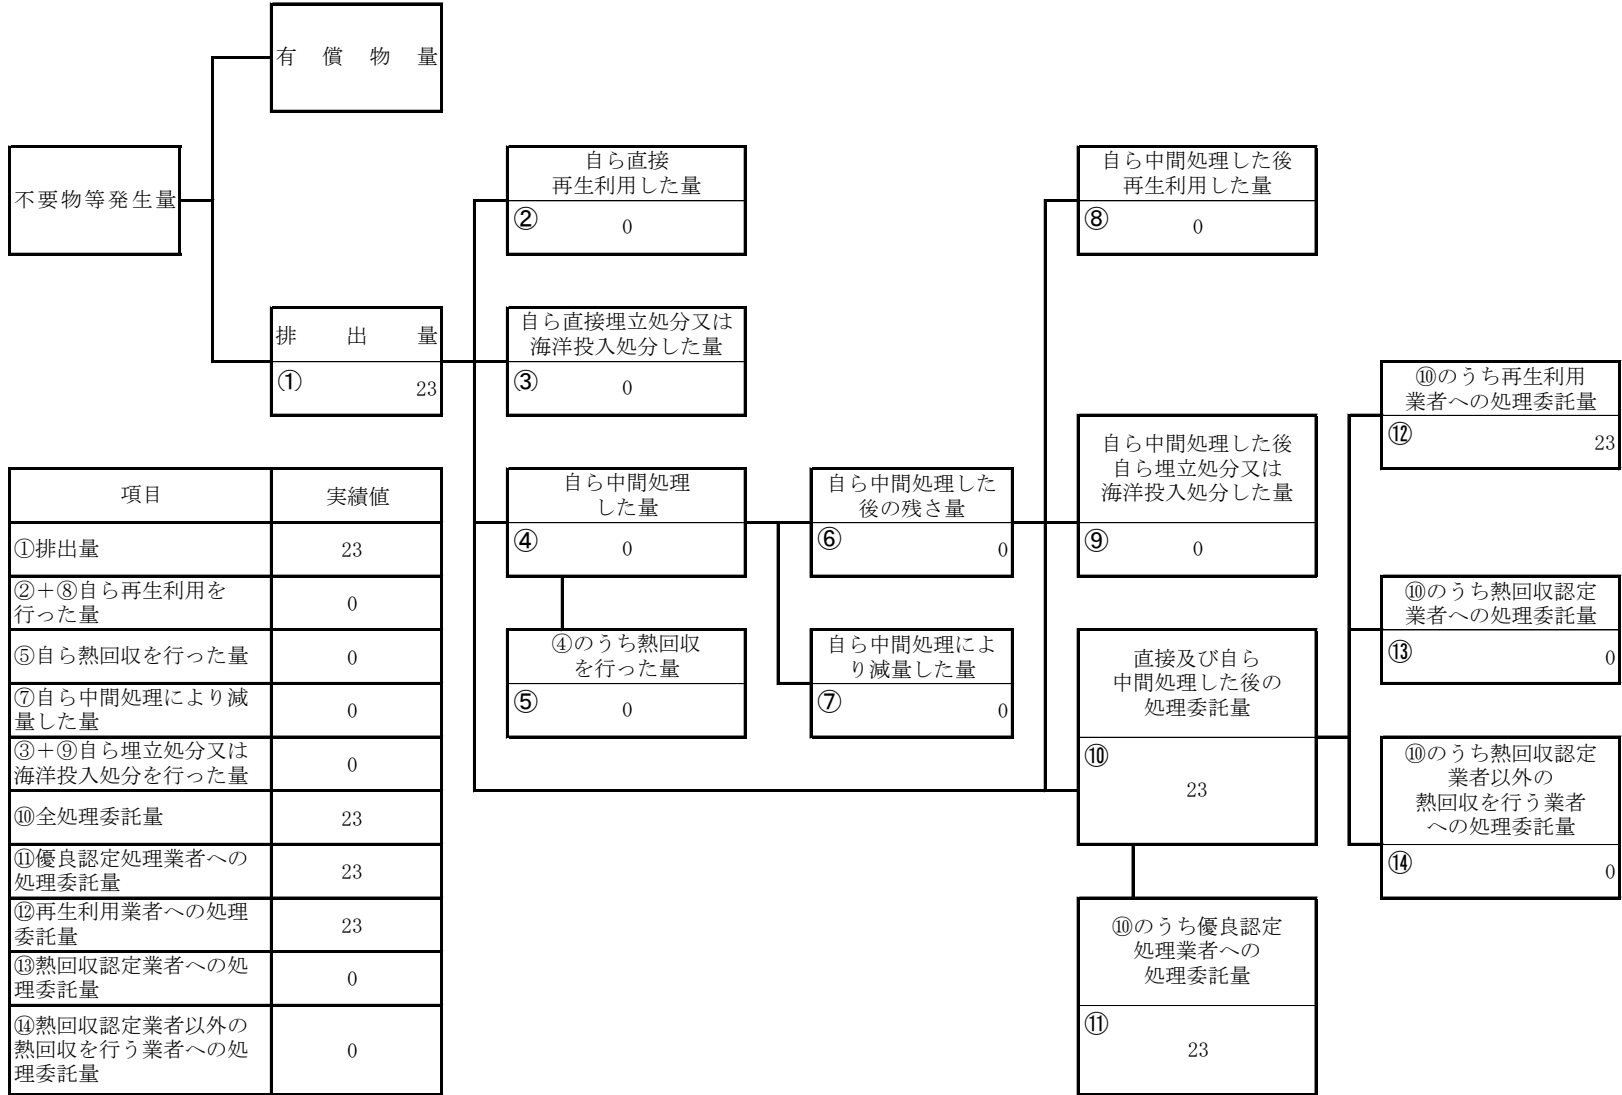 有償物量
不要物等発生量
自ら直接
再生利用した量
② 0
自ら中間処理した後
再生利用した量
⑧ 0
排出量
① 23
自ら直接埋立処分又は
海洋投入処分した量
③ 0
⑩のうち再生利用
業者への処理委託量
⑫ 23
自ら中間処理した後
自ら埋立処分又は
海洋投入処分した量
⑨ 0
自ら中間処理
した量
④ 0
自ら中間処理した
後の残さ量
⑥ 0
⑩のうち熱回収認定
業者への処理委託量
⑬ 0
④のうち熱回収
を行った量
⑤ 0
自ら中間処理によ
り減量した量
⑦ 0
直接及び自ら
中間処理した後の
処理委託量
⑩
23
⑩のうち熱回収認定
業者以外の
熱回収を行う業者
への処理委託量
⑭ 0
⑩のうち優良認定
処理業者への
処理委託量
⑪
23
項目 実績値
①排出量 23
②＋⑧自ら再生利用を
行った量 0
⑤自ら熱回収を行った量 0
⑦自ら中間処理により減
量した量 0
③＋⑨自ら埋立処分又は
海洋投入処分を行った量 0
⑩全処理委託量 23
⑪優良認定処理業者への
処理委託量 23
⑫再生利用業者への処理
委託量 23
⑬熱回収認定業者への処
理委託量 0
⑭熱回収認定業者以外の
熱回収を行う業者への処 0
理委託量